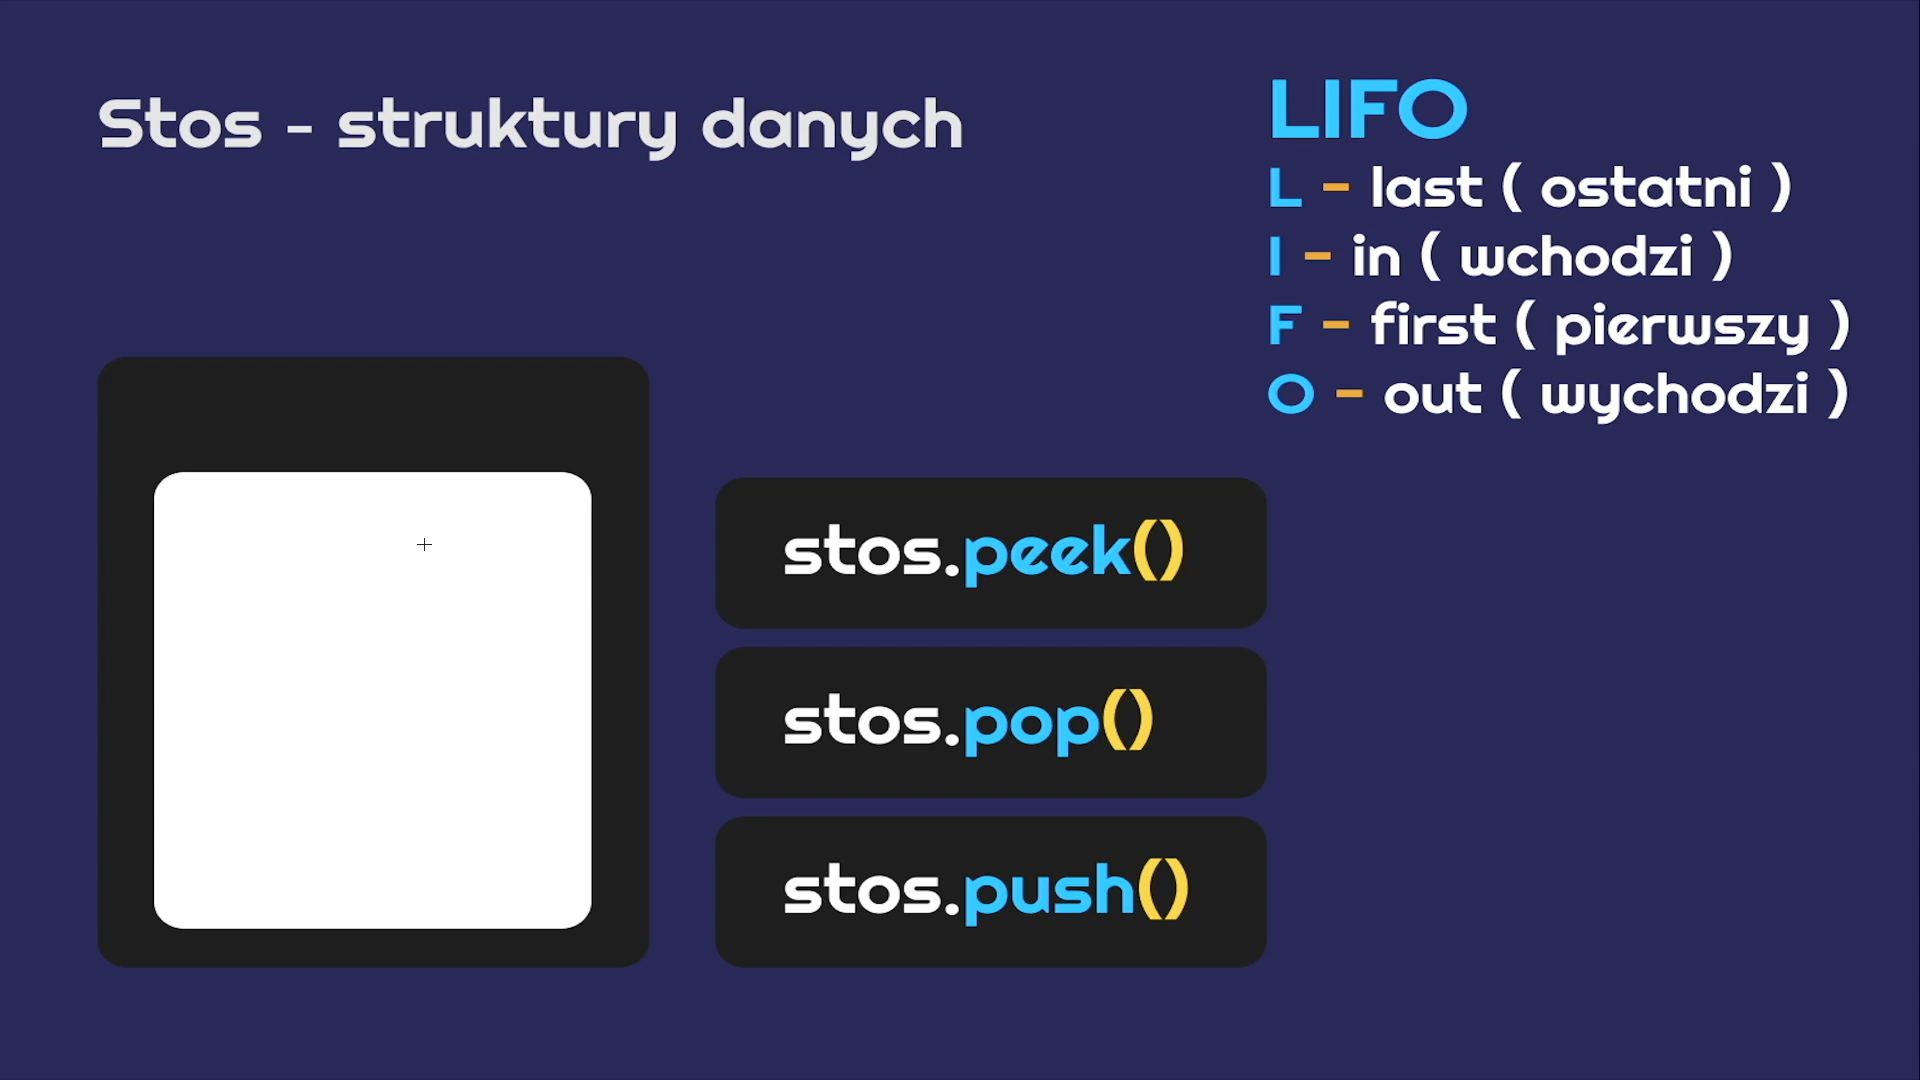 Stos - struktury danych
LIFO
L - last ( ostatni )
I - in ( wchodzi )
F - first ( pierwszy )
O - out ( wychodzi )
stos.peek()
stos.pop()
stos.push()